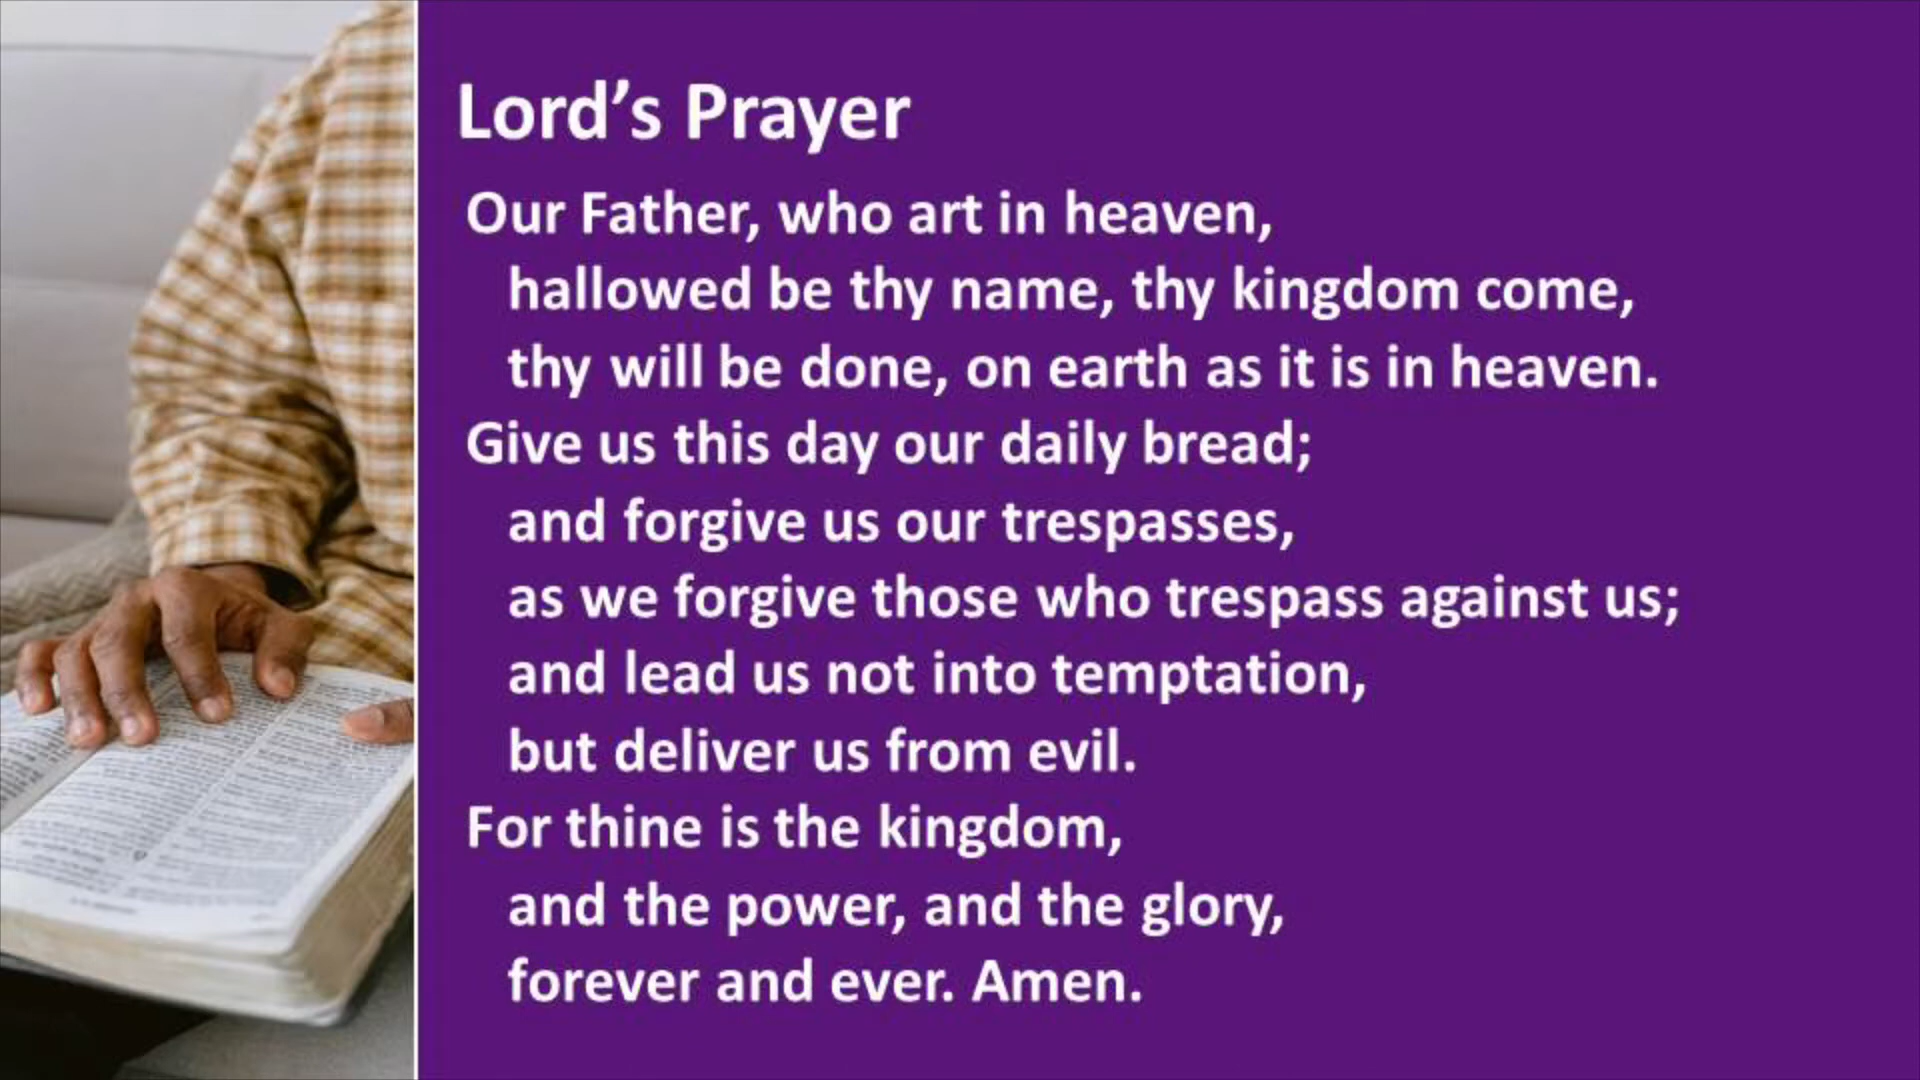 Lord’s Prayer
Our Father, who art in heaven,
hallowed be thy name, thy kingdom come,
thy will be done, on earth as it is in heaven.
Give us this day our daily bread;
and forgive us our trespasses,
as we forgive those who trespass against us;
and lead us not into temptation,
but deliver us from evil.
For thine is the kingdom,
and the power, and the glory,
forever and ever. Amen.